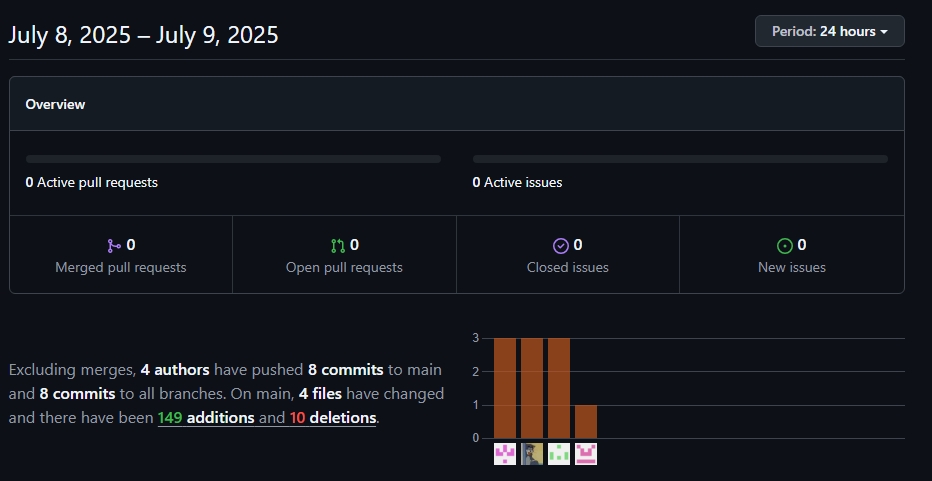 July 8, 2025 – July 9, 2025
Period: 24 hours
Overview
0 Active pull requests
0 Active issues
0
Merged pull requests
0
Open pull requests
0
Closed issues
0
New issues
Excluding merges, 4 authors have pushed 8 commits to main
and 8 commits to all branches. On main, 4 files have changed
and there have been 149 additions and 10 deletions.
3
2
1
0